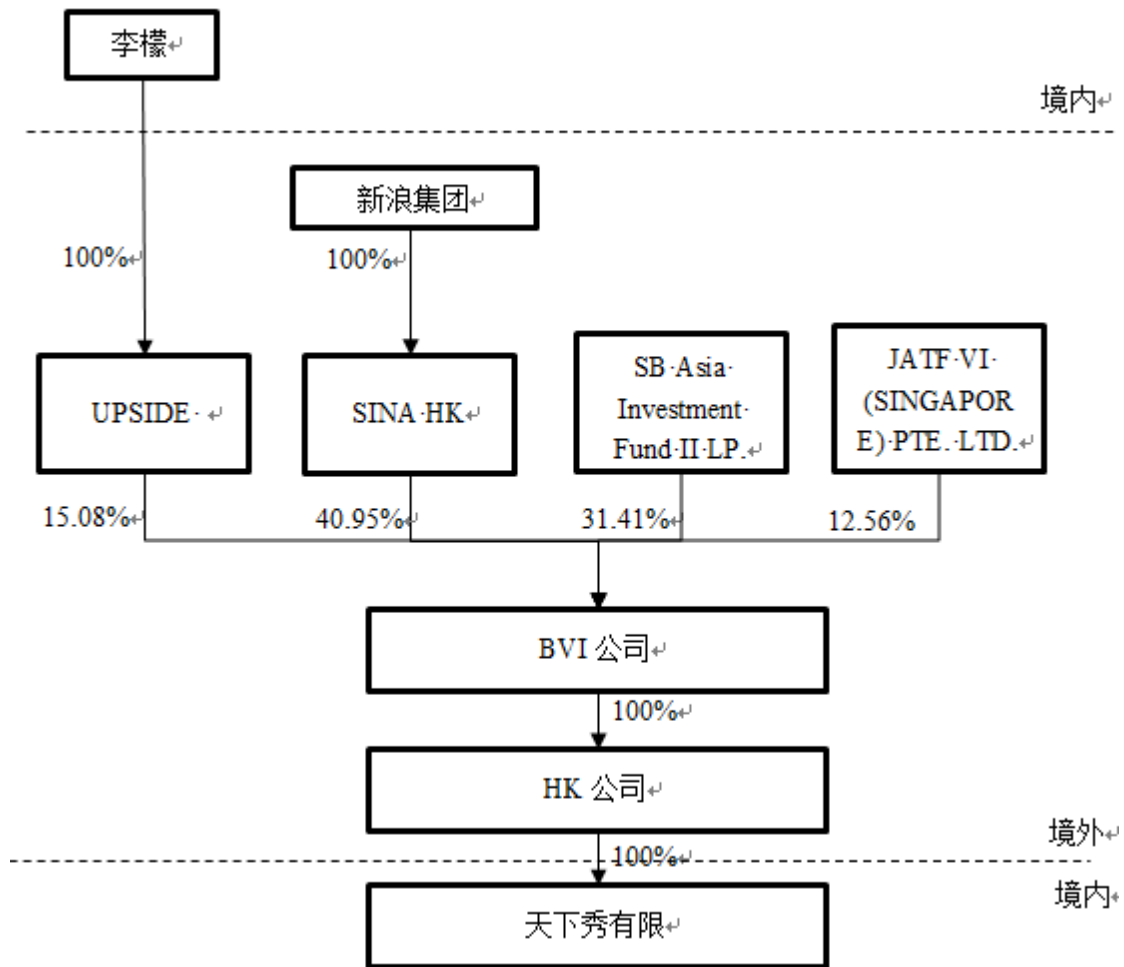 李檬↵
境内↵
新浪集团↵
100%↵
100%↵
UPSIDE· ↵
SINA·HK↵
SB·Asia·
Investment·
Fund·II·LP.↵
JATF·VI·
(SINGAPOR
E)·PTE.·LTD.↵
15.08%↵
40.95%↵
31.41%↵
12.56%
BVI 公司↵
100%↵
HK 公司↵
境外↵
100%↵
境内↵
天下秀有限↵